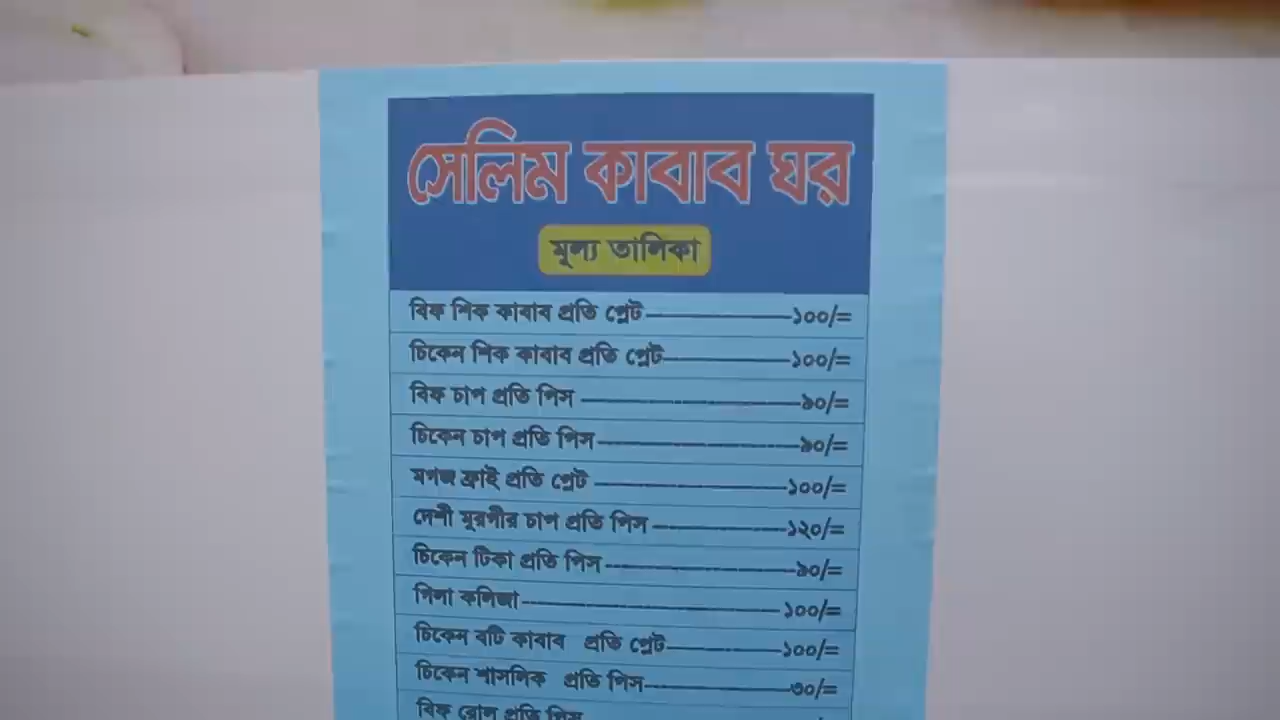 সেলিম কাবাব ঘর
মূল্য তালিকা
বিফ শিক কাবাব প্রতি প্লেট ১০০/=
চিকেন শিক কাবাব প্রতি প্লেট ১০০/=
বিফ চাপ প্রতি পিস ৯০/=
চিকেন চাপ প্রতি পিস ৯০/=
মগজ ফ্রাই প্রতি প্লেট ১০০/=
দেশী মুরগীর চাপ প্রতি পিস ১২০/=
চিকেন টিকা প্রতি পিস ৯০/=
গিলা কলিজা ১০০/=
চিকেন বটি কাবাব প্রতি প্লেট ১০০/=
চিকেন শাসলিক প্রতি পিস ৩০/=
বিফ রোল প্রতি পিস